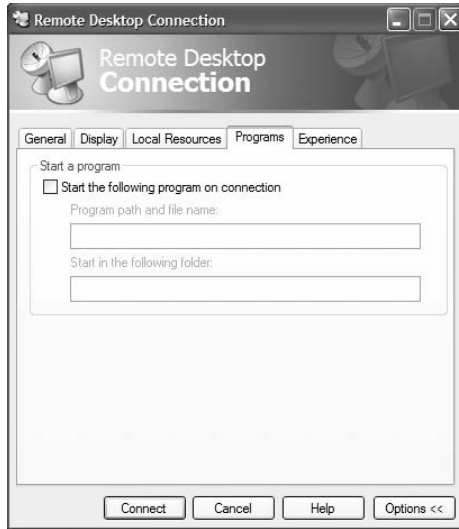 Remote Desktop Connection
Remote Desktop
Connection
General Display Local Resources Programs Experience
Start a program
Start the following program on connection
Program path and file name:
Start in the following folder:
Connect Cancel Help Options <<